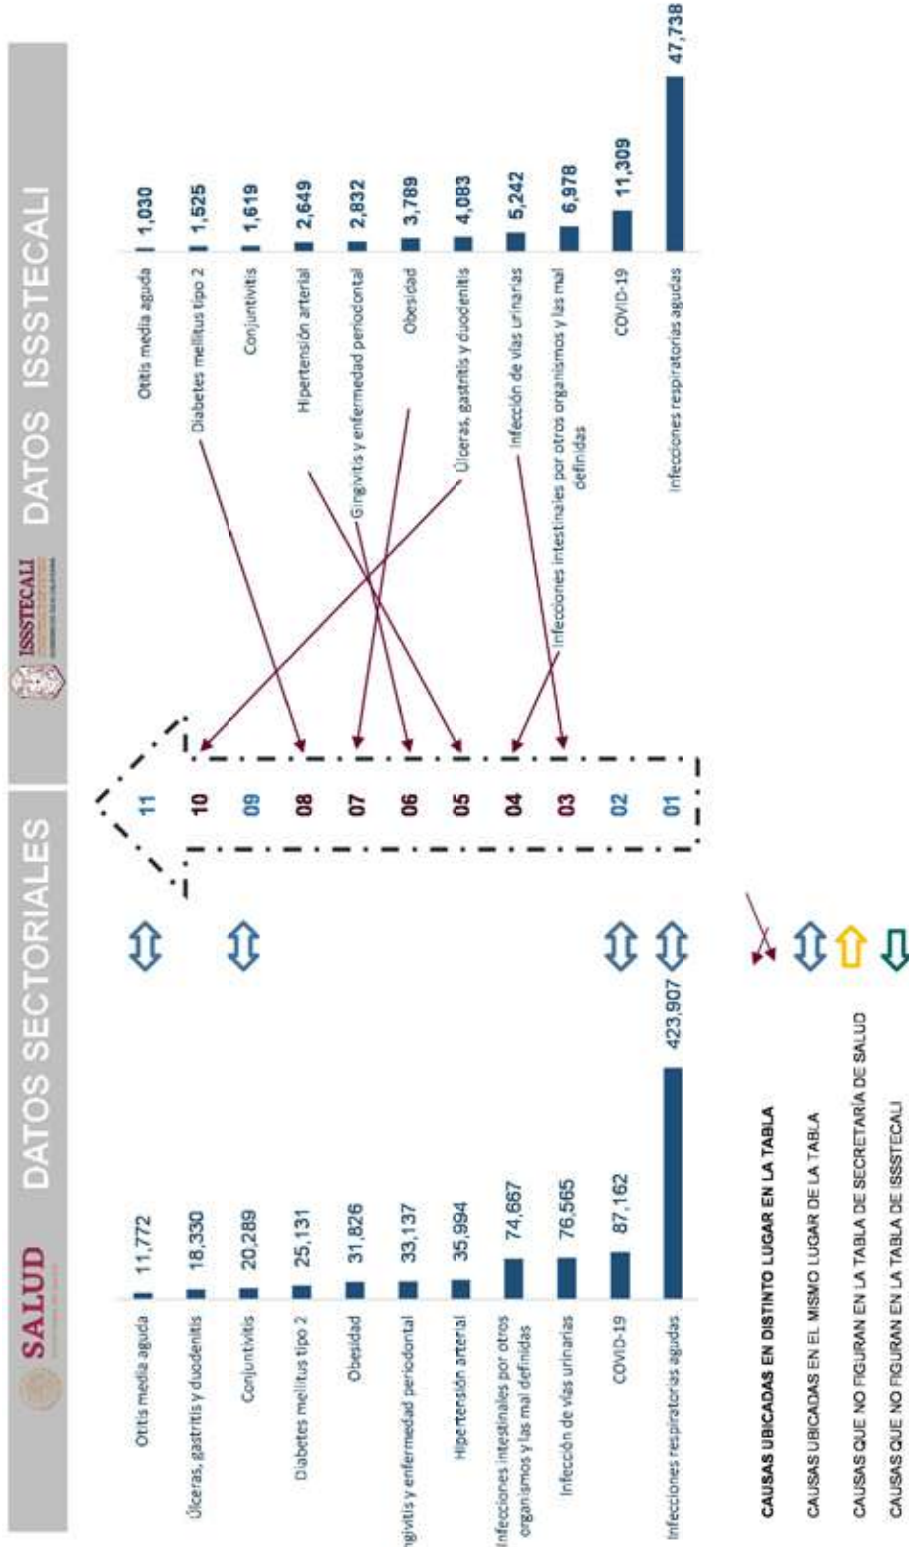 SALUD
DATOS SECTORIALES
ISSSTECALI
DATOS ISSSTECALI
Otitis media aguda
11,772
Úlceras, gastritis y duodenitis
18,330
Conjuntivitis
20,289
Diabetes mellitus tipo 2
25,131
Obesidad
31,826
ngivitis y enfermedad periodontal
33,137
Hipertensión arterial
35,994
Infecciones intestinales por otros
organismos y las mal definidas
74,667
Infección de vías urinarias
76,565
COVID-19
87,162
Infecciones respiratorias agudas
423,907
11
10
09
08
07
06
05
04
03
02
01
Otitis media aguda
1,030
Diabetes mellitus tipo 2
1,525
Conjuntivitis
1,619
Hipertensión arterial
2,649
Gingivitis y enfermedad periodontal
2,832
Obesidad
3,789
Úlceras, gastritis y duodenitis
4,083
Infección de vías urinarias
5,242
Infecciones intestinales por otros organismos y las mal
definidas
6,978
COVID-19
11,309
Infecciones respiratorias agudas
47,738
CAUSAS UBICADAS EN DISTINTO LUGAR EN LA TABLA
CAUSAS UBICADAS EN EL MISMO LUGAR DE LA TABLA
CAUSAS QUE NO FIGURAN EN LA TABLA DE SECRETARÍA DE SALUD
CAUSAS QUE NO FIGURAN EN LA TABLA DE ISSSTECALI